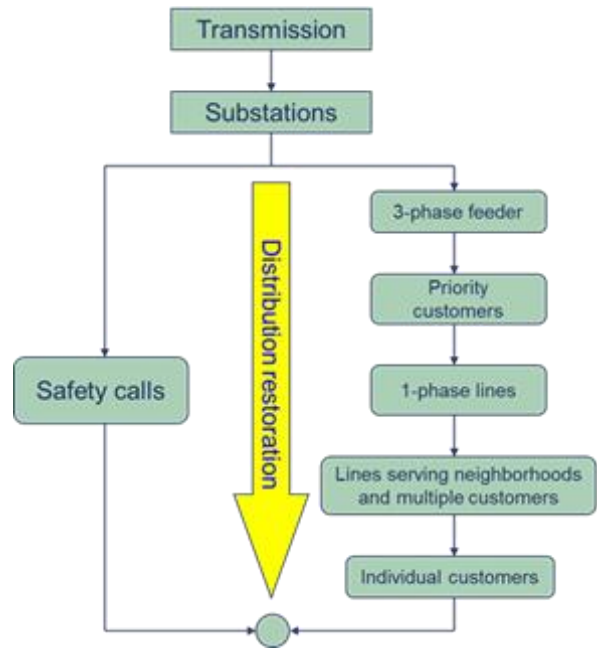 Transmission
Substations
3-phase feeder
Priority
customers
Safety calls
Distribution restoration
1-phase lines
Lines serving neighborhoods
and multiple customers
Individual customers